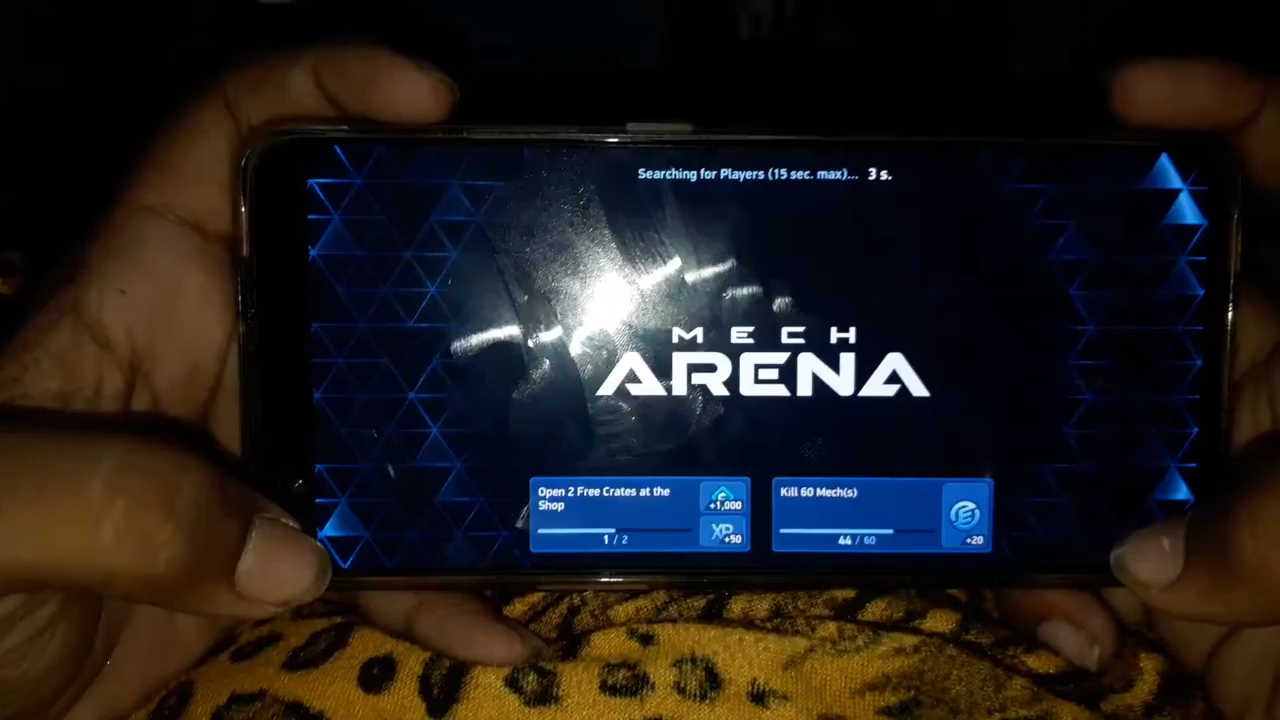 Searching for Players (15 sec. max)... 3 s.
MECH
ARENA
Open 2 Free Crates at the
Shop
+1,000
XP
+50
1 / 2
Kill 60 Mech(s)
44 / 60
+20